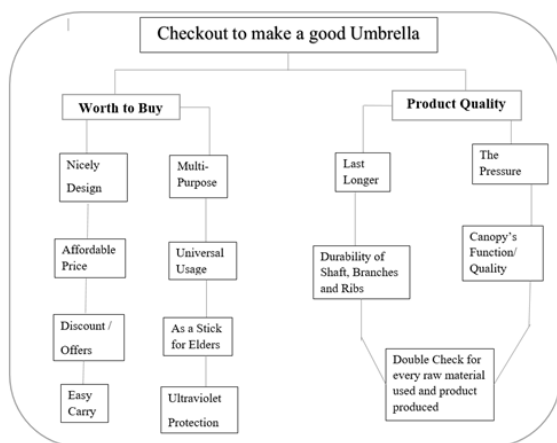 Checkout to make a good Umbrella
Worth to Buy
Product Quality
Nicely
Design
Multi-
Purpose
Last
Longer
The
Pressure
Affordable
Price
Universal
Usage
Durability of
Shaft, Branches
and Ribs
Canopy's
Function/
Quality
Discount /
Offers
As a Stick
for Elders
Double Check for
every raw material
used and product
produced
Easy
Carry
Ultraviolet
Protection